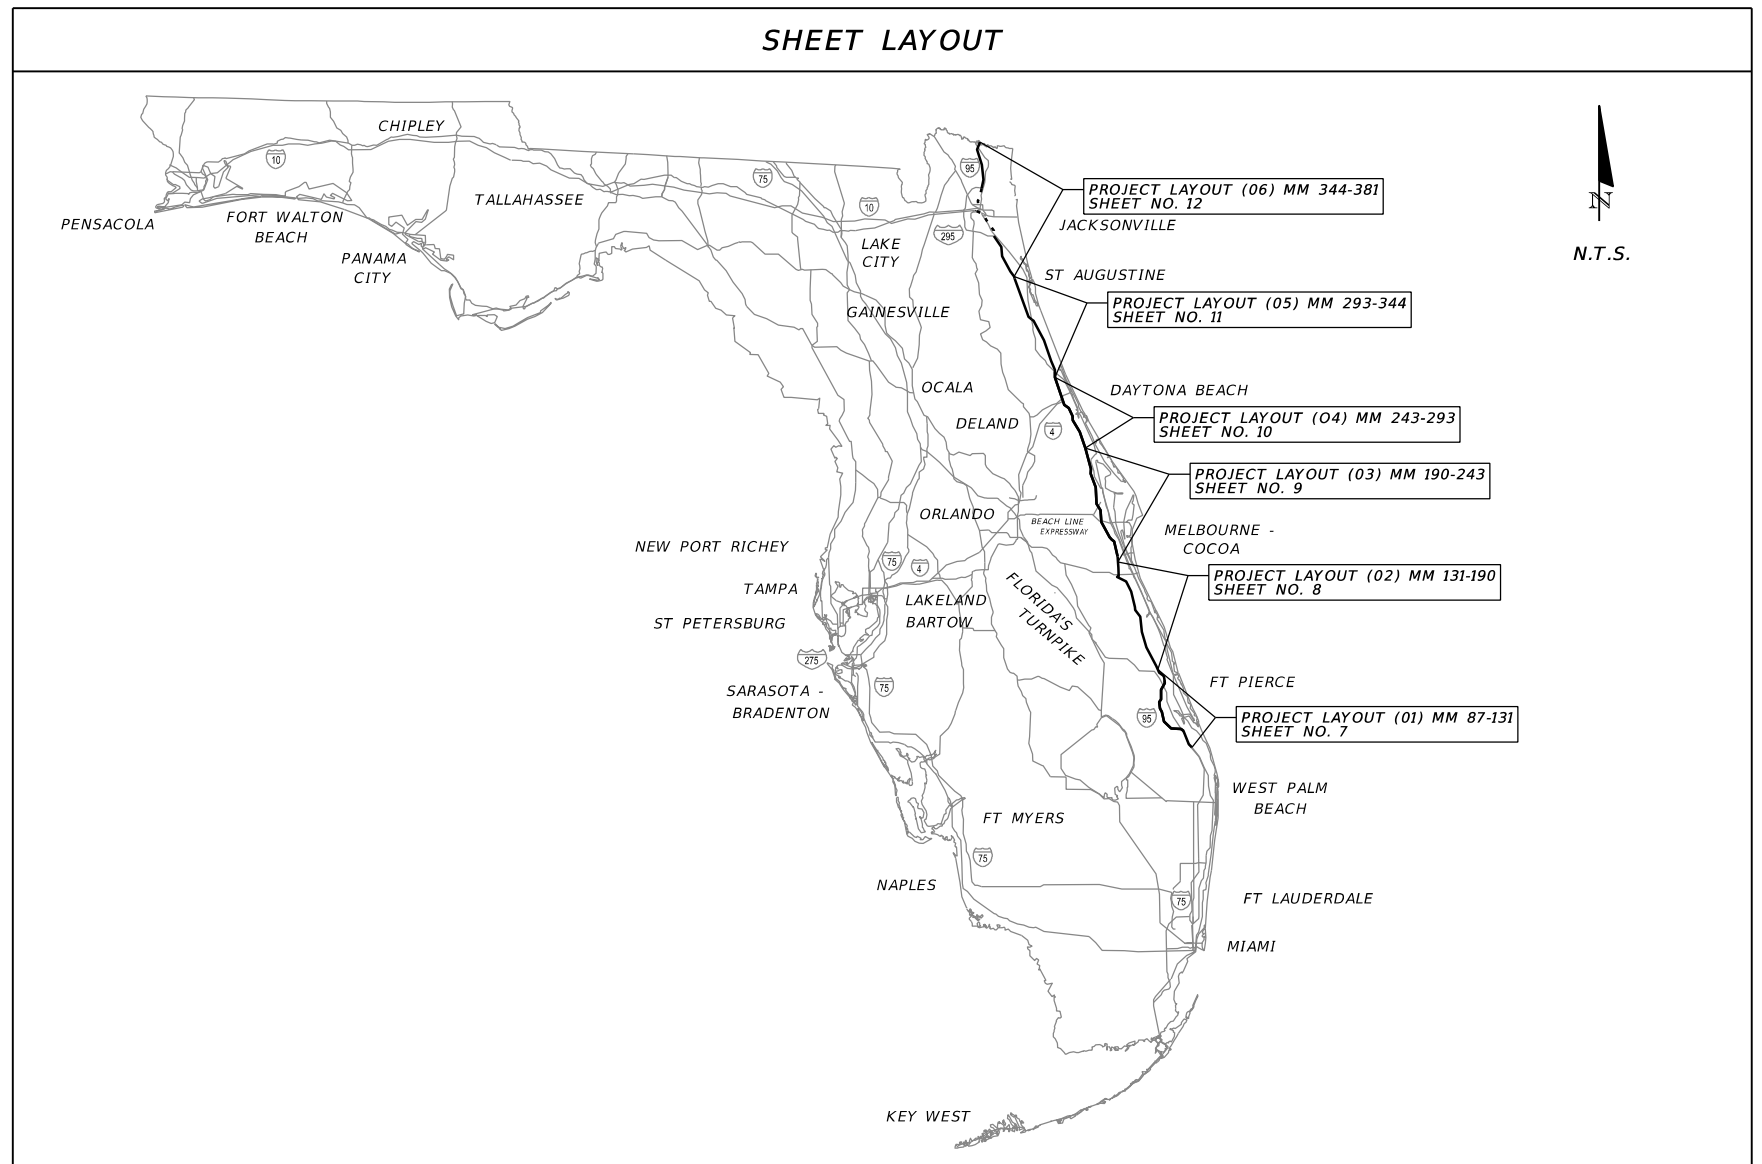 SHEET LAYOUT
CHIPLEY
10
95
75
PROJECT LAYOUT (06) MM 344-381
SHEET NO. 12
TALLAHASSEE
10
N
PENSACOLA
FORT WALTON
BEACH
JACKSONVILLE
295
LAKE
CITY
N.T.S.
PANAMA
CITY
ST AUGUSTINE
PROJECT LAYOUT (05) MM 293-344
SHEET NO. 11
GAINESVILLE
OCALA
DAYTONA BEACH
DELAND
4
PROJECT LAYOUT (O4) MM 243-293
SHEET NO. 10
PROJECT LAYOUT (03) MM 190-243
SHEET NO. 9
ORLANDO
BEACH LINE
EXPRESSWAY
MELBOURNE -
COCOA
NEW PORT RICHEY
75
4
PROJECT LAYOUT (02) MM 131-190
SHEET NO. 8
TAMPA
LAKELAND
BARTOW
FLORIDA'S
TURNPIKE
ST PETERSBURG
275
75
FT PIERCE
SARASOTA -
BRADENTON
95
PROJECT LAYOUT (01) MM 87-131
SHEET NO. 7
WEST PALM
BEACH
FT MYERS
75
NAPLES
75
FT LAUDERDALE
MIAMI
KEY WEST